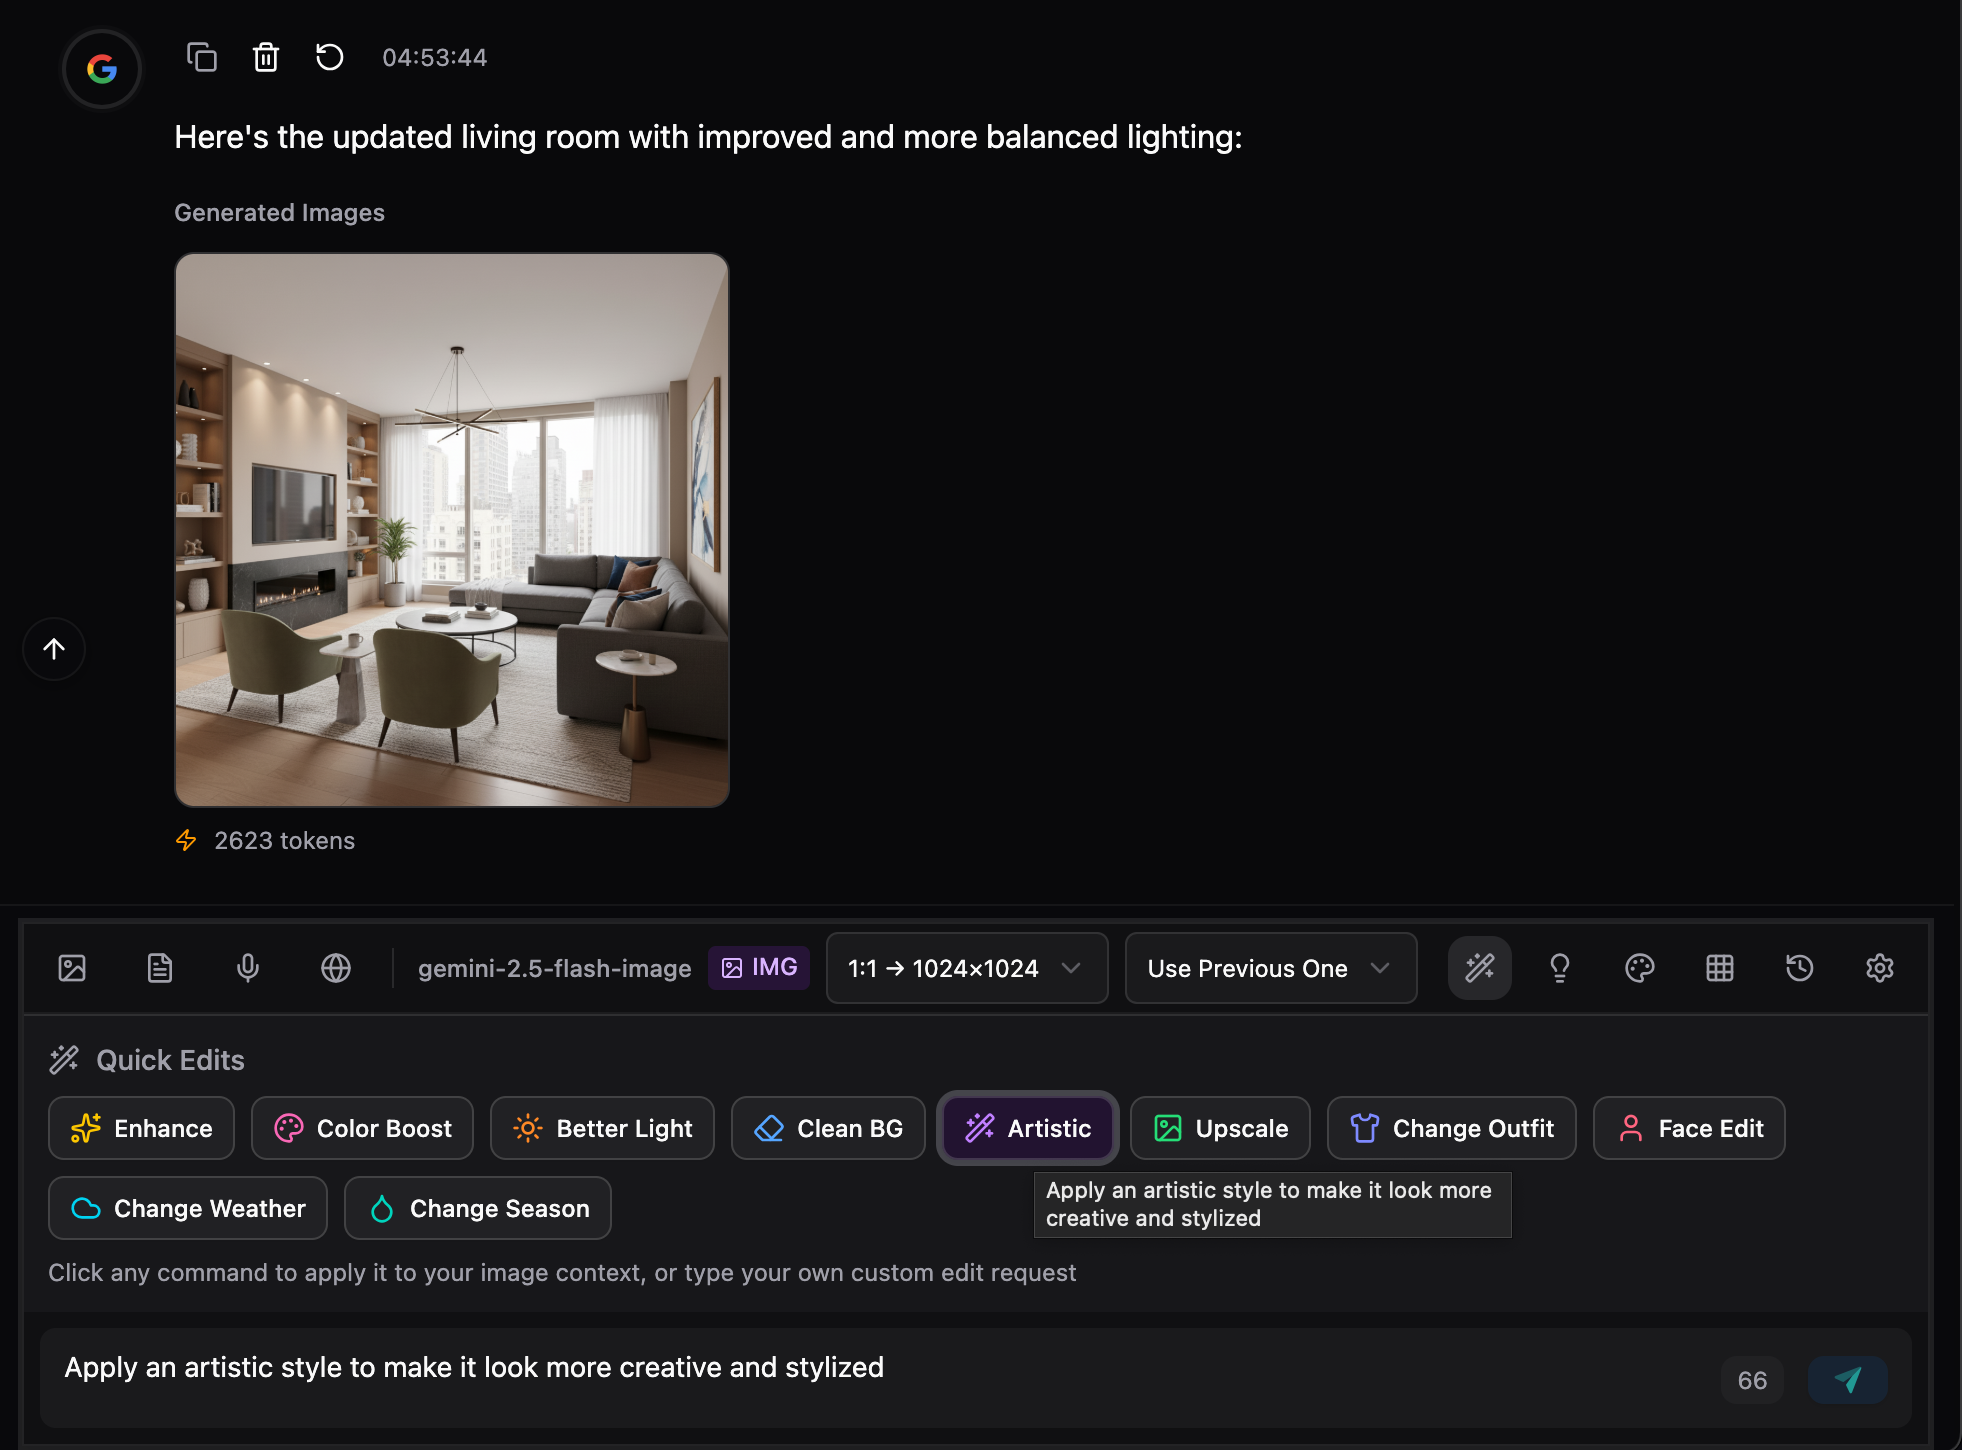 04:53:44
Here's the updated living room with improved and more balanced lighting:
Generated Images
2623 tokens
gemini-2.5-flash-image IMG 1:1 → 1024×1024 Use Previous One
Quick Edits
Enhance Color Boost Better Light Clean BG Artistic Upscale Change Outfit Face Edit
Change Weather Change Season
Apply an artistic style to make it look more
creative and stylized
Click any command to apply it to your image context, or type your own custom edit request
Apply an artistic style to make it look more creative and stylized
66